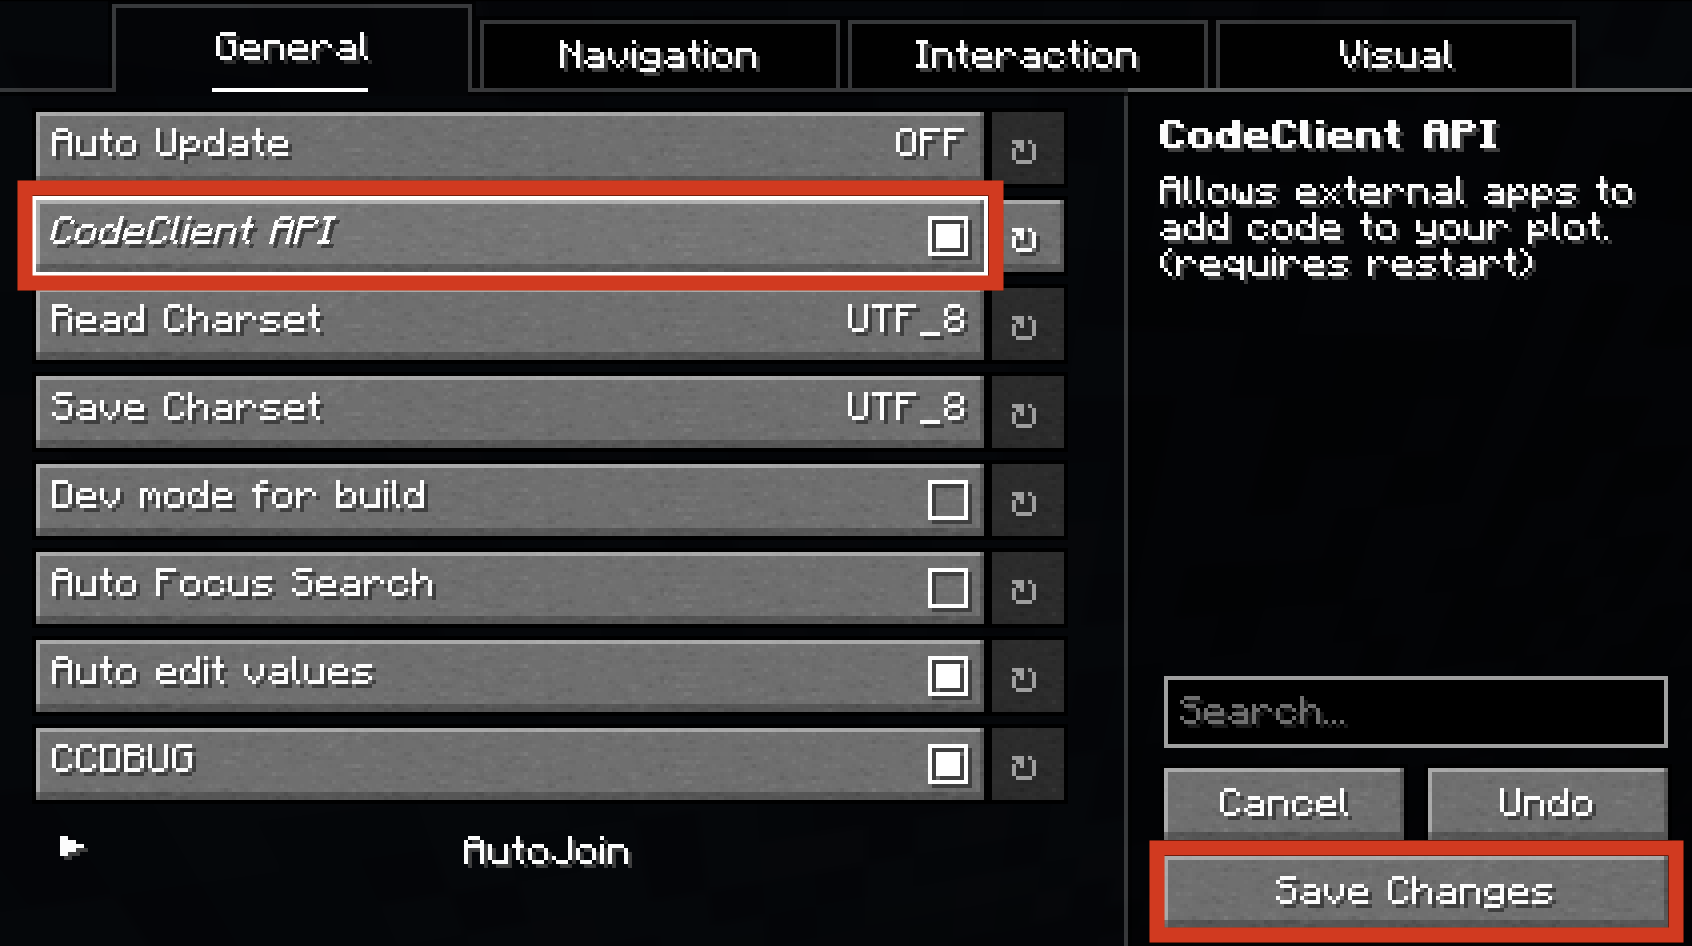 General
Navigation
Interaction
Visual
Auto Update OFF
CodeClient API
Read Charset UTF_8
Save Charset UTF_8
Dev mode for build
Auto Focus Search
Auto edit values
CCDBUG
AutoJoin
CodeClient API
Allows external apps to
add code to your plot.
(requires restart)
Search...
Cancel
Undo
Save Changes